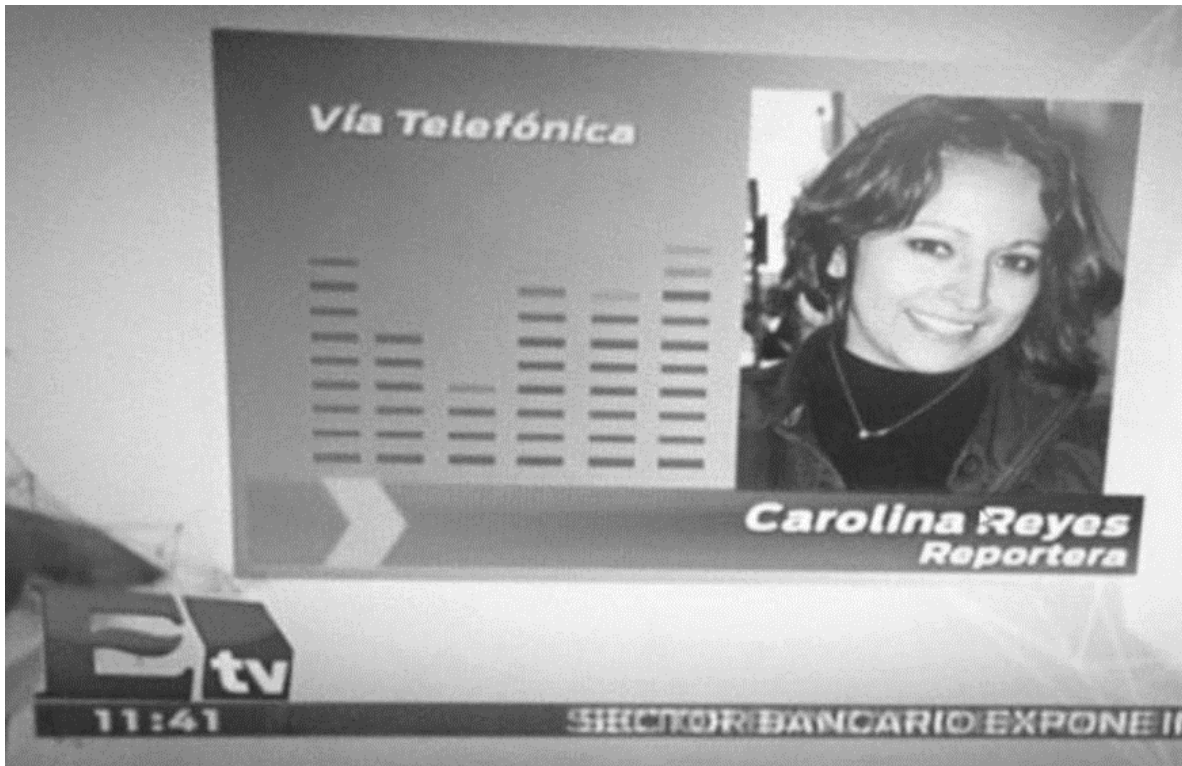 Vía Telefónica
Carolina Reyes
Reportera
tv
11:41
SECTOR BANCARIO EXPONE